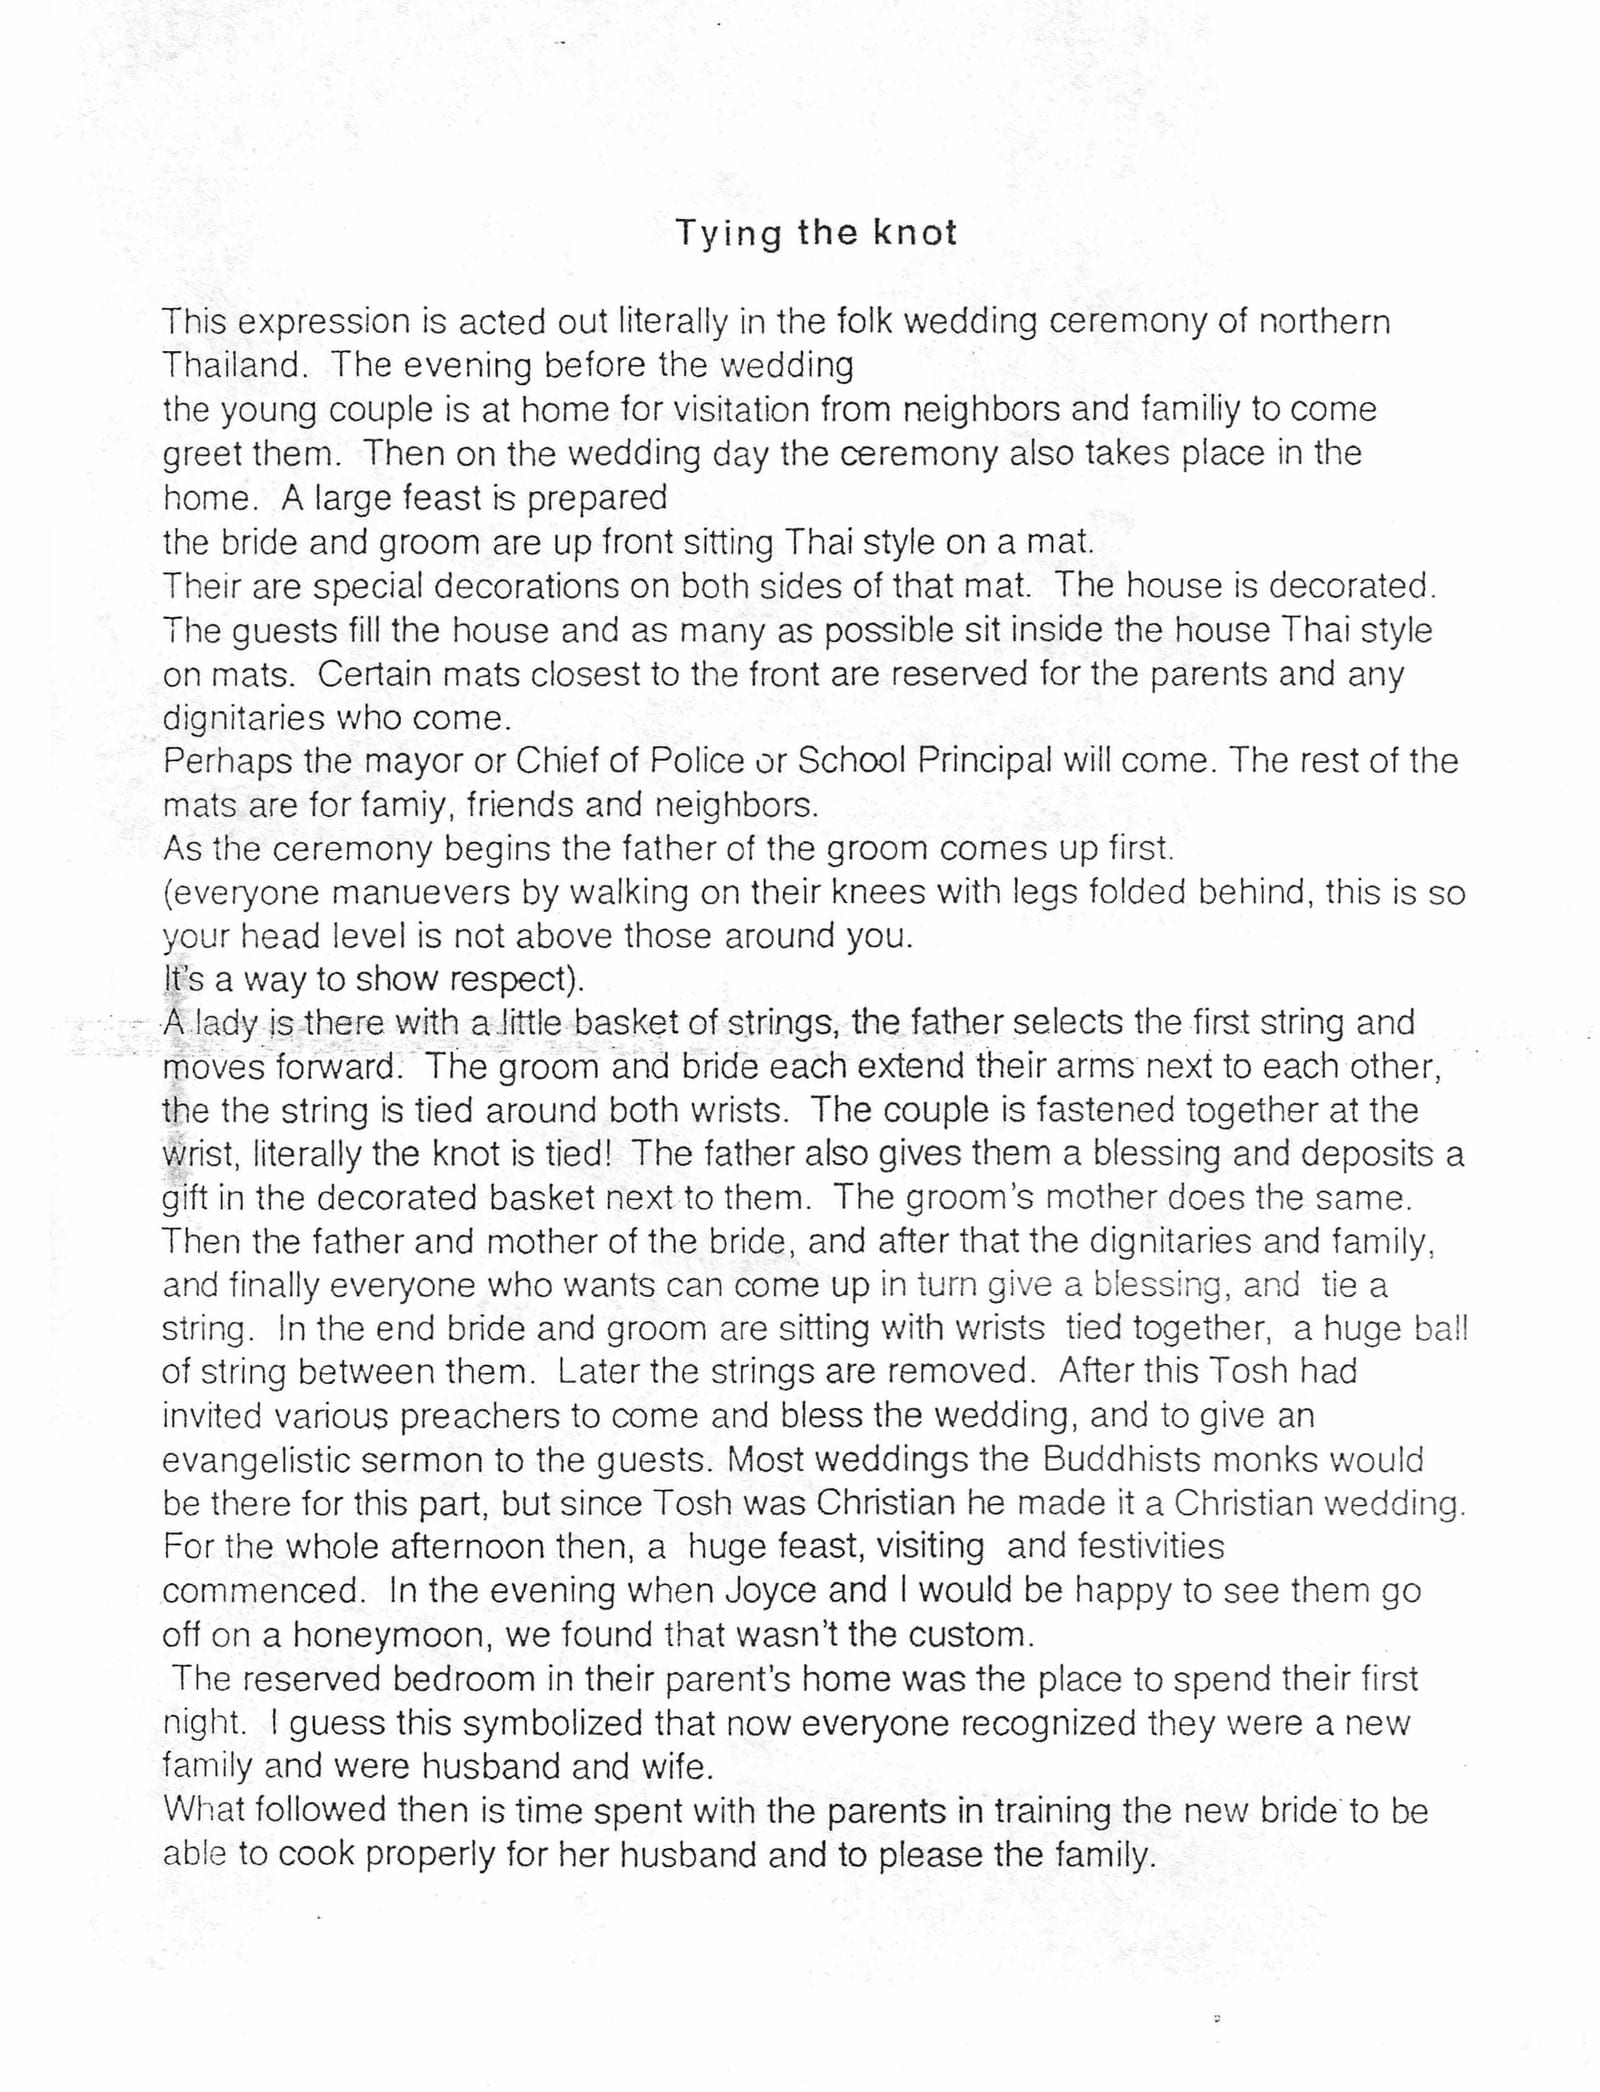 Tying the knot
This expression is acted out literally in the folk wedding ceremony of northern
Thailand.  The evening before the wedding
the young couple is at home for visitation from neighbors and familiy to come
greet them.  Then on the wedding day the ceremony also takes place in the
home.  A large feast is prepared
the bride and groom are up front sitting Thai style on a mat.
Their are special decorations on both sides of that mat.  The house is decorated.
The guests fill the house and as many as possible sit inside the house Thai style
on mats.  Certain mats closest to the front are reserved for the parents and any
dignitaries who come.
Perhaps the mayor or Chief of Police or School Principal will come. The rest of the
mats are for famiy, friends and neighbors.
As the ceremony begins the father of the groom comes up first.
(everyone manuevers by walking on their knees with legs folded behind, this is so
your head level is not above those around you.
It's a way to show respect).
A lady is there with a little basket of strings, the father selects the first string and
moves forward.  The groom and bride each extend their arms next to each other,
the the string is tied around both wrists.  The couple is fastened together at the
wrist, literally the knot is tied!  The father also gives them a blessing and deposits a
gift in the decorated basket next to them.  The groom's mother does the same.
Then the father and mother of the bride, and after that the dignitaries and family,
and finally everyone who wants can come up in turn give a blessing, and  tie a
string.  In the end bride and groom are sitting with wrists  tied together,  a huge ball
of string between them.  Later the strings are removed.  After this Tosh had
invited various preachers to come and bless the wedding, and to give an
evangelistic sermon to the guests. Most weddings the Buddhists monks would
be there for this part, but since Tosh was Christian he made it a Christian wedding.
For the whole afternoon then, a  huge feast, visiting  and festivities
commenced.  In the evening when Joyce and I would be happy to see them go
off on a honeymoon, we found that wasn't the custom.
The reserved bedroom in their parent's home was the place to spend their first
night.  I guess this symbolized that now everyone recognized they were a new
family and were husband and wife.
What followed then is time spent with the parents in training the new bride to be
able to cook properly for her husband and to please the family.